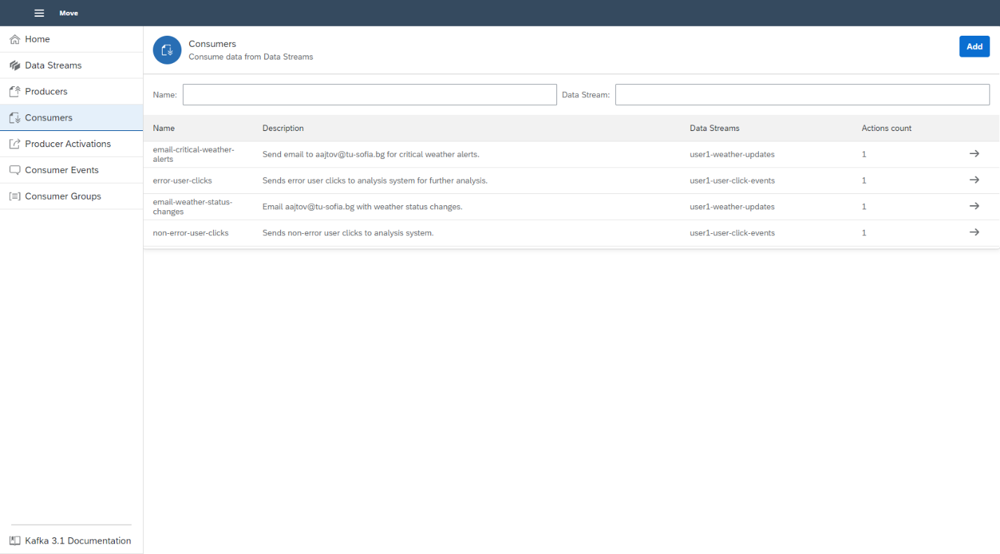 Move
Home
Data Streams
Producers
Consumers
Producer Activations
Consumer Events
Consumer Groups
Kafka 3.1 Documentation
Consumers
Consume data from Data Streams
Add
Name:
Data Stream:
Name Description Data Streams Actions count
email-critical-weather-
alerts
Send email to aajtov@tu-sofia.bg for critical weather alerts. user1-weather-updates 1
error-user-clicks Sends error user clicks to analysis system for further analysis. user1-user-click-events 1
email-weather-status-
changes
Email aajtov@tu-sofia.bg with weather status changes. user1-weather-updates 1
non-error-user-clicks Sends non-error user clicks to analysis system. user1-user-click-events 1